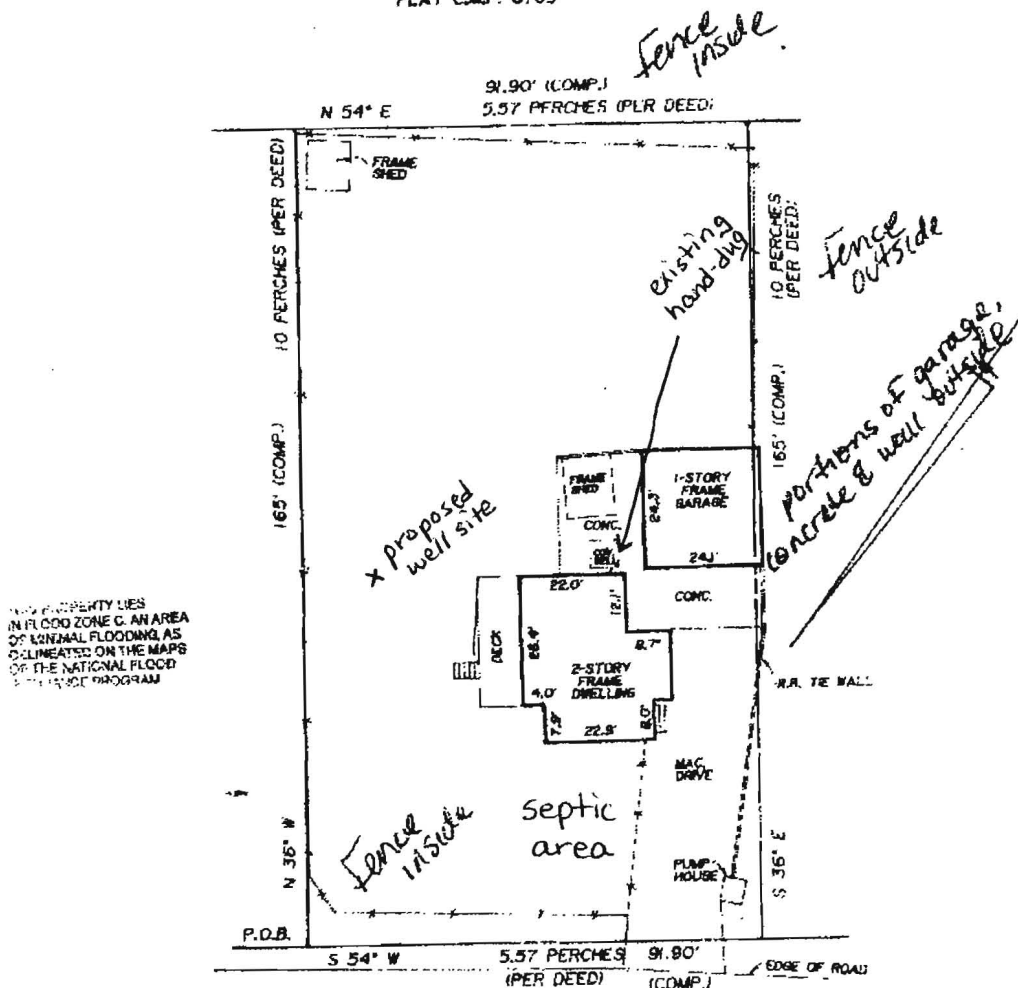 Fence
inside
91.90' (COMP.)
N 54° E
5.57 PERCHES (PER DEED)
10 PERCHES (PER DEED)
FRAME
SHED
existing
hand-dug
10 PERCHES
(PER DEED)
Fence
outside
portions of garage,
concrete & wall outside
165' (COMP.)
165' (COMP.)
FRAME
SHED
1-STORY
FRAME
GARAGE
24.3'
24.1'
CONC.
x proposed
well site
22.0'
12.1'
CONC.
PROPERTY LIES
IN FLOOD ZONE C. AN AREA
OF MINIMAL FLOODING, AS
DELINEATED ON THE MAPS
OF THE NATIONAL FLOOD
PROGRAM
DECK
26.4'
8.7'
2-STORY
FRAME
DWELLING
4.0'
7.9'
22.9'
8.0'
R.R. TIE WALL
MAC.
DRIVE
septic
area
Fence
inside
N 36° W
PUMP
HOUSE
S 36° E
P.O.B.
S 54° W
5.57 PERCHES
(PER DEED)
91.90'
(COMP.)
EDGE OF ROAD